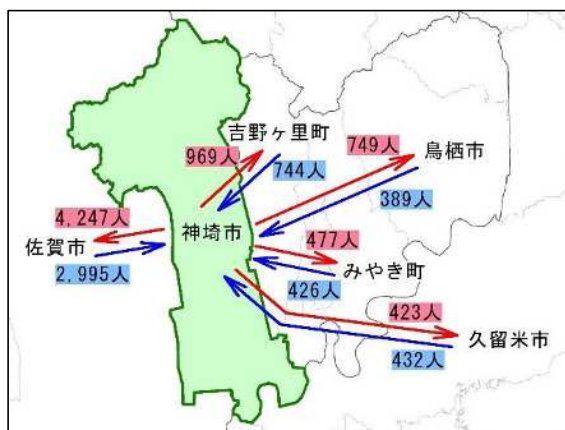 吉野ヶ里町
969人
744人
749人
鳥栖市
389人
4,247人
佐賀市
2,995人
神埼市
477人
みやき町
426人
423人
久留米市
432人